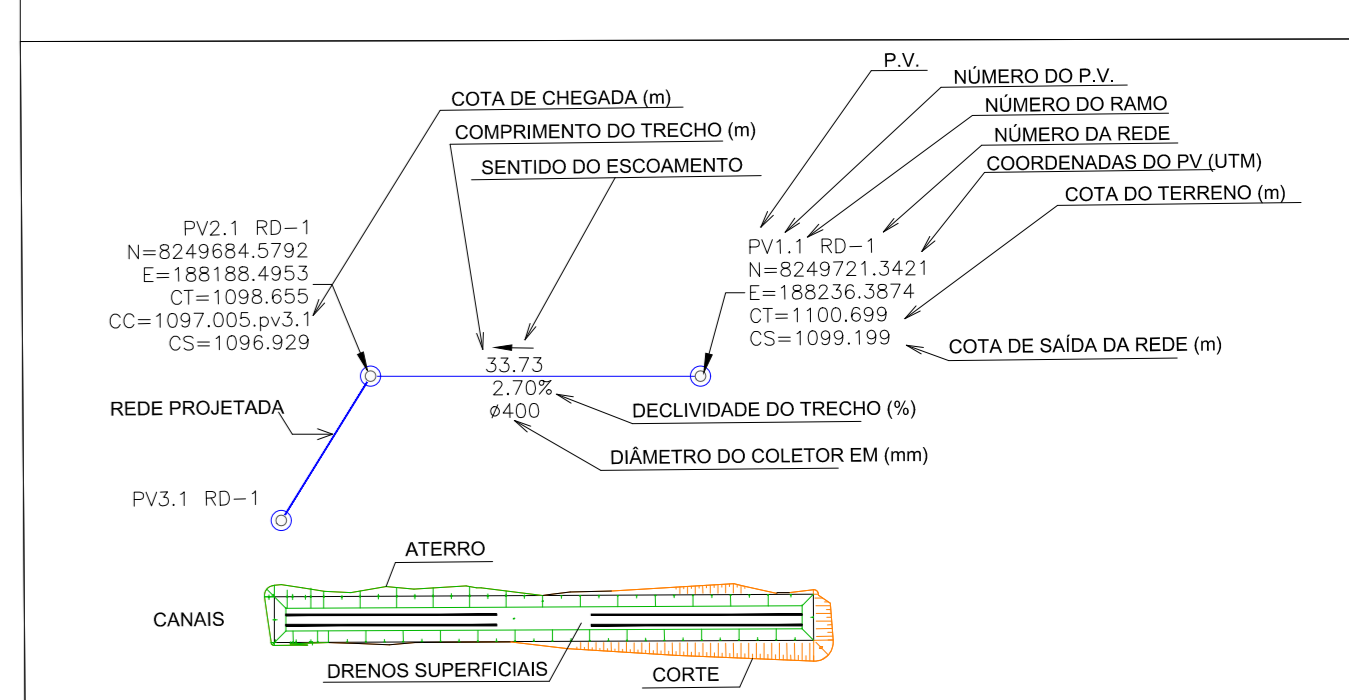 P.V.
NÚMERO DO P.V.
COTA DE CHEGADA (m)
NÚMERO DO RAMO
COMPRIMENTO DO TRECHO (m)
NÚMERO DA REDE
SENTIDO DO ESCOAMENTO
COORDENADAS DO PV (UTM)
COTA DO TERRENO (m)
PV2.1 RD-1
N=8249684.5792
E=188188.4953
CT=1098.655
CC=1097.005.pv3.1
CS=1096.929
PV1.1 RD-1
N=8249721.3421
E=188236.3874
CT=1100.699
CS=1099.199
COTA DE SAÍDA DA REDE (m)
33.73
2.70%
ø400
REDE PROJETADA
DECLIVIDADE DO TRECHO (%)
DIÂMETRO DO COLETOR EM (mm)
PV3.1 RD-1
ATERRO
CANAIS
DRENOS SUPERFICIAIS
CORTE